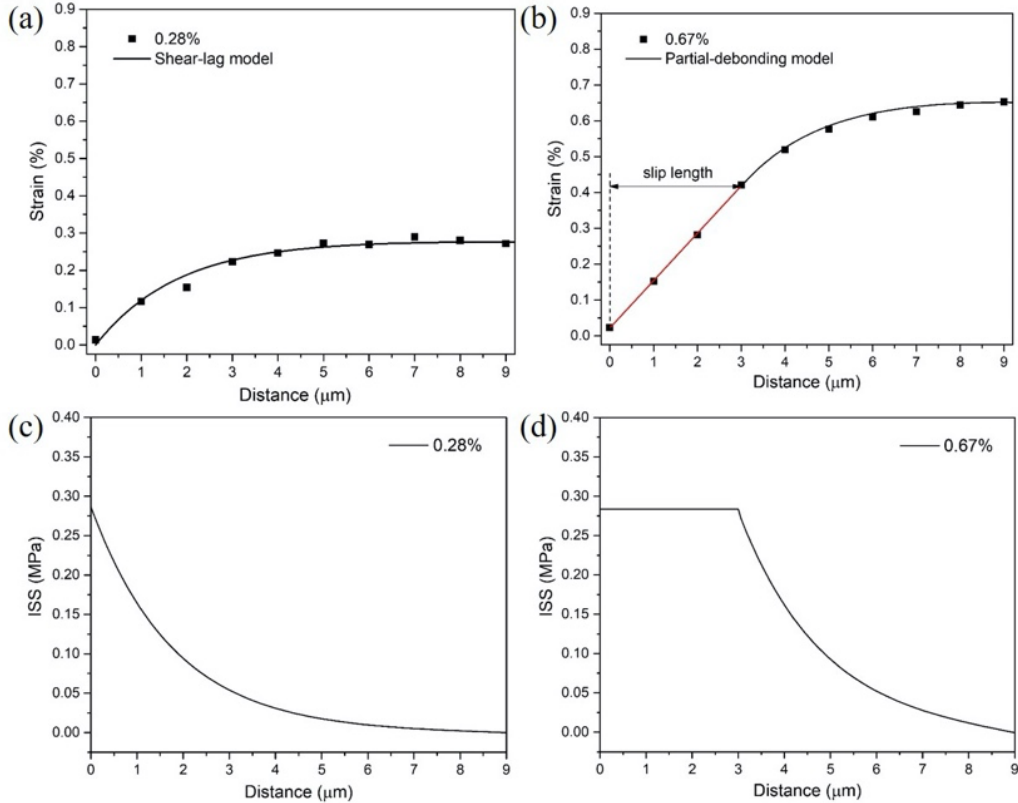 (a)
0.9
0.8
0.7
0.6
0.5
0.4
0.3
0.2
0.1
0.0
Strain (%)
0.28%
Shear-lag model
0 1 2 3 4 5 6 7 8 9
Distance (μm)
(b)
0.9
0.8
0.7
0.6
0.5
0.4
0.3
0.2
0.1
0.0
Strain (%)
0.67%
Partial-debonding model
slip length
0 1 2 3 4 5 6 7 8 9
Distance (μm)
(c)
0.40
0.35
0.30
0.25
0.20
0.15
0.10
0.05
0.00
ISS (MPa)
0.28%
0 1 2 3 4 5 6 7 8 9
Distance (μm)
(d)
0.40
0.35
0.30
0.25
0.20
0.15
0.10
0.05
0.00
ISS (MPa)
0.67%
0 1 2 3 4 5 6 7 8 9
Distance (μm)